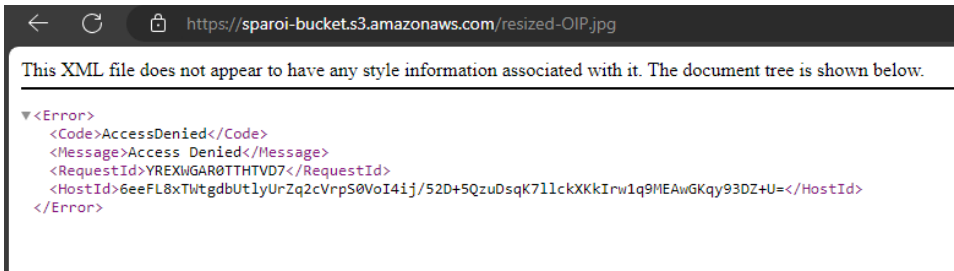 https://sparoi-bucket.s3.amazonaws.com/resized-OIP.jpg
This XML file does not appear to have any style information associated with it. The document tree is shown below.
▼<Error>
<Code>AccessDenied</Code>
<Message>Access Denied</Message>
<RequestId>YREXWGAR0TTHTVD7</RequestId>
<HostId>6eeFL8xTWtgdbUtlyUrZq2cVrpS0VoI4ij/52D+5QzuDsqK7llckXKkIrw1q9MEAwGKqy93DZ+U=</HostId>
</Error>